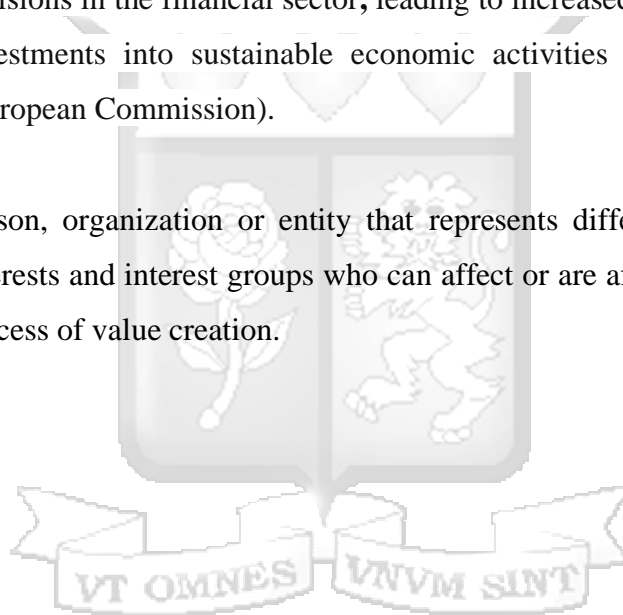 isions in the financial sector, leading to increased
estments into sustainable economic activities
ropean Commission).
son, organization or entity that represents diffe
erests and interest groups who can affect or are a
cess of value creation.
VT OMNES VNVM SINT